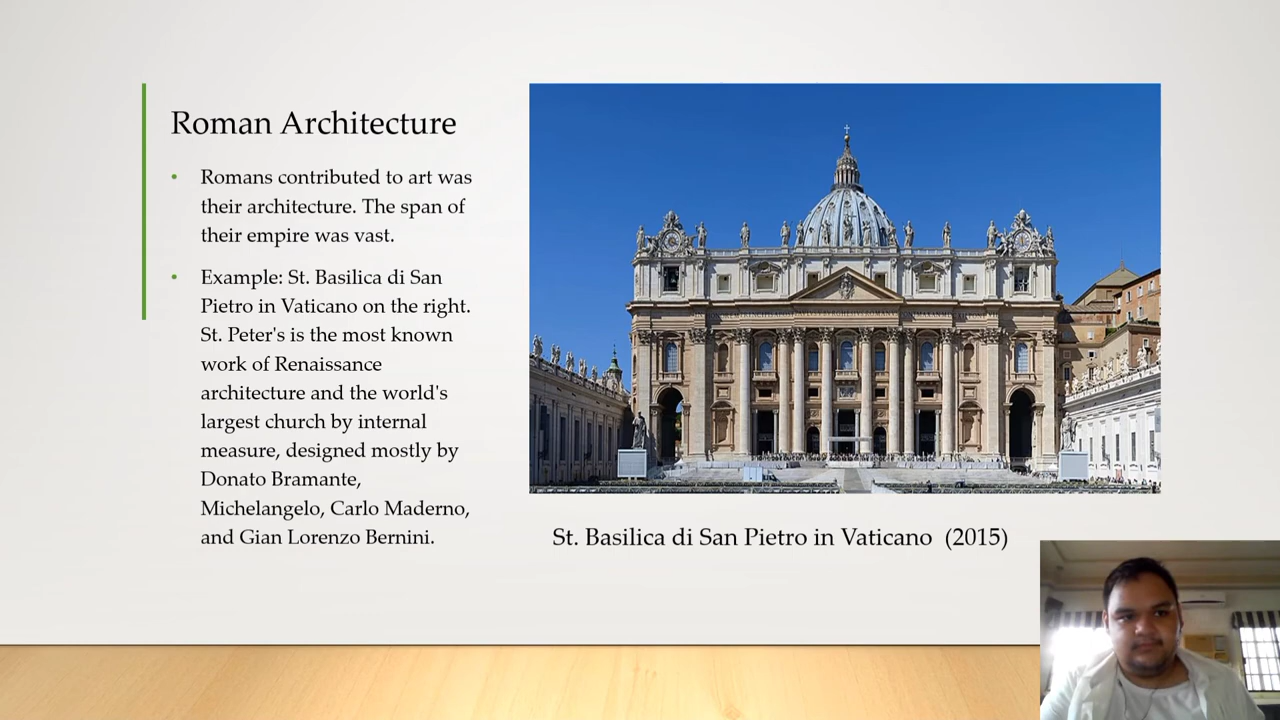 Roman Architecture
• Romans contributed to art was
their architecture. The span of
their empire was vast.
• Example: St. Basilica di San
Pietro in Vaticano on the right.
St. Peter's is the most known
work of Renaissance
architecture and the world's
largest church by internal
measure, designed mostly by
Donato Bramante,
Michelangelo, Carlo Maderno,
and Gian Lorenzo Bernini.
St. Basilica di San Pietro in Vaticano (2015)